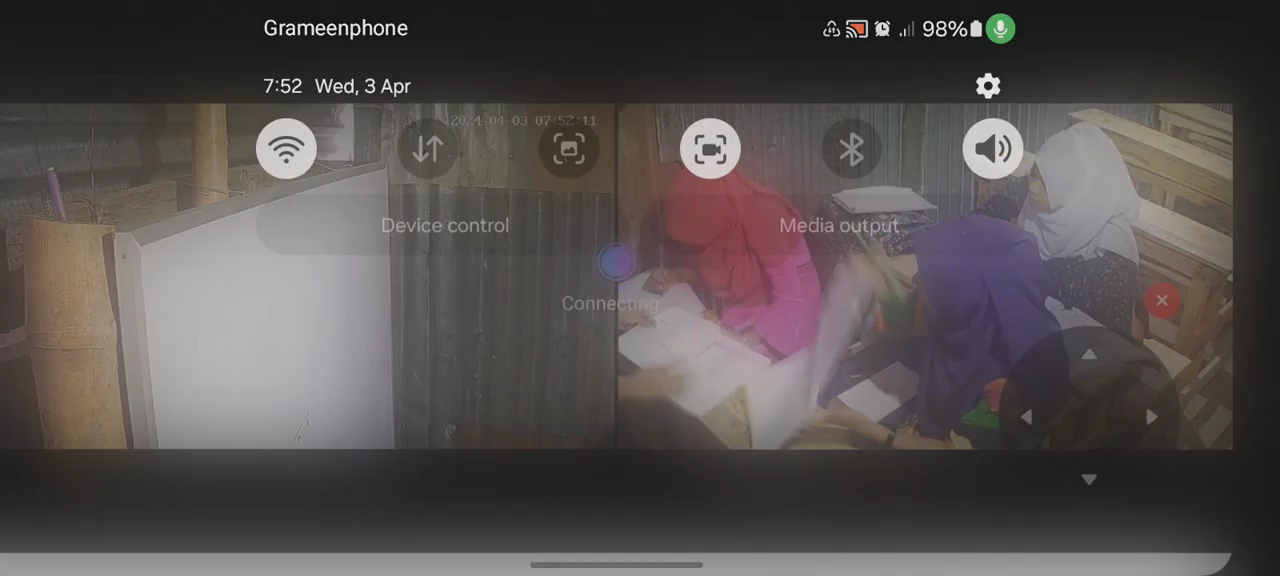 Grameenphone
98%
7:52 Wed, 3 Apr
2024-04-03 07:52:11
Device control
Media output
Connecting